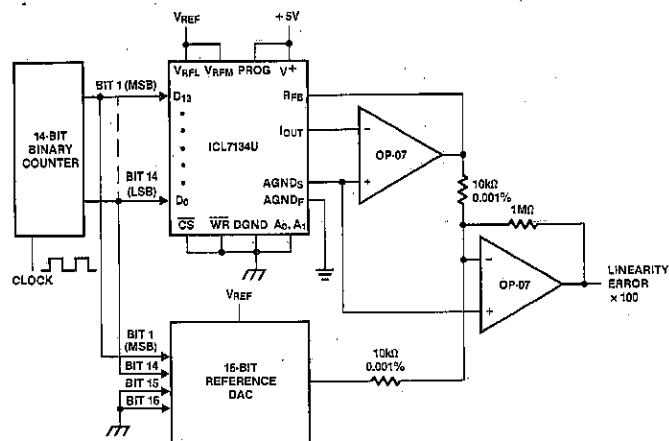 VREF
+5V
VRFL
VRFM
PROG
V+
BIT 1 (MSB)
D13
RFB
14-BIT
BINARY
COUNTER
ICL7134U
IOUT
OP-07
BIT 14
(LSB)
D0
AGNDS
AGNDF
10kΩ
0.001%
1MΩ
CS
WR
DGND
A0, A1
CLOCK
OP-07
LINEARITY
ERROR
× 100
VREF
BIT 1
(MSB)
BIT 14
BIT 15
BIT 16
16-BIT
REFERENCE
DAC
10kΩ
0.001%